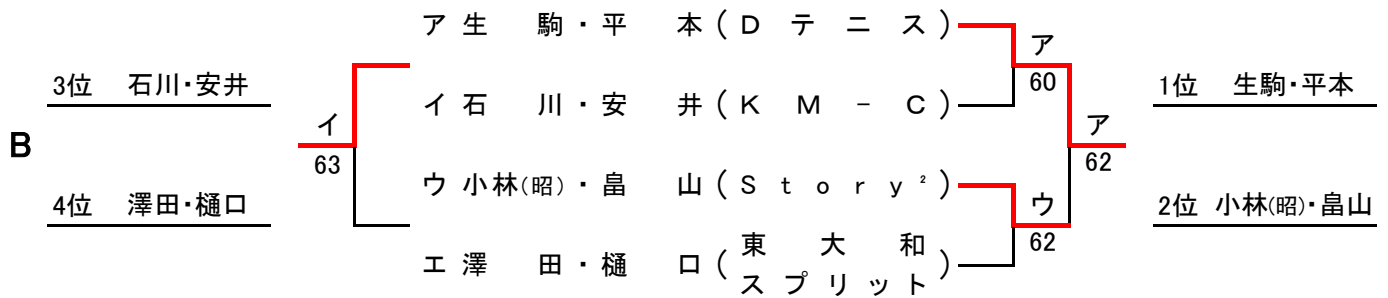 ア 生駒・平本 (Dテニス)
ア
60
3位 石川・安井
イ 石川・安井 (KM-C)
1位 生駒・平本
B
イ
63
ア
62
ウ 小林(昭)・畠山 (Story²)
4位 澤田・樋口
ウ
62
2位 小林(昭)・畠山
エ 澤田・樋口 (東大和スプリット)